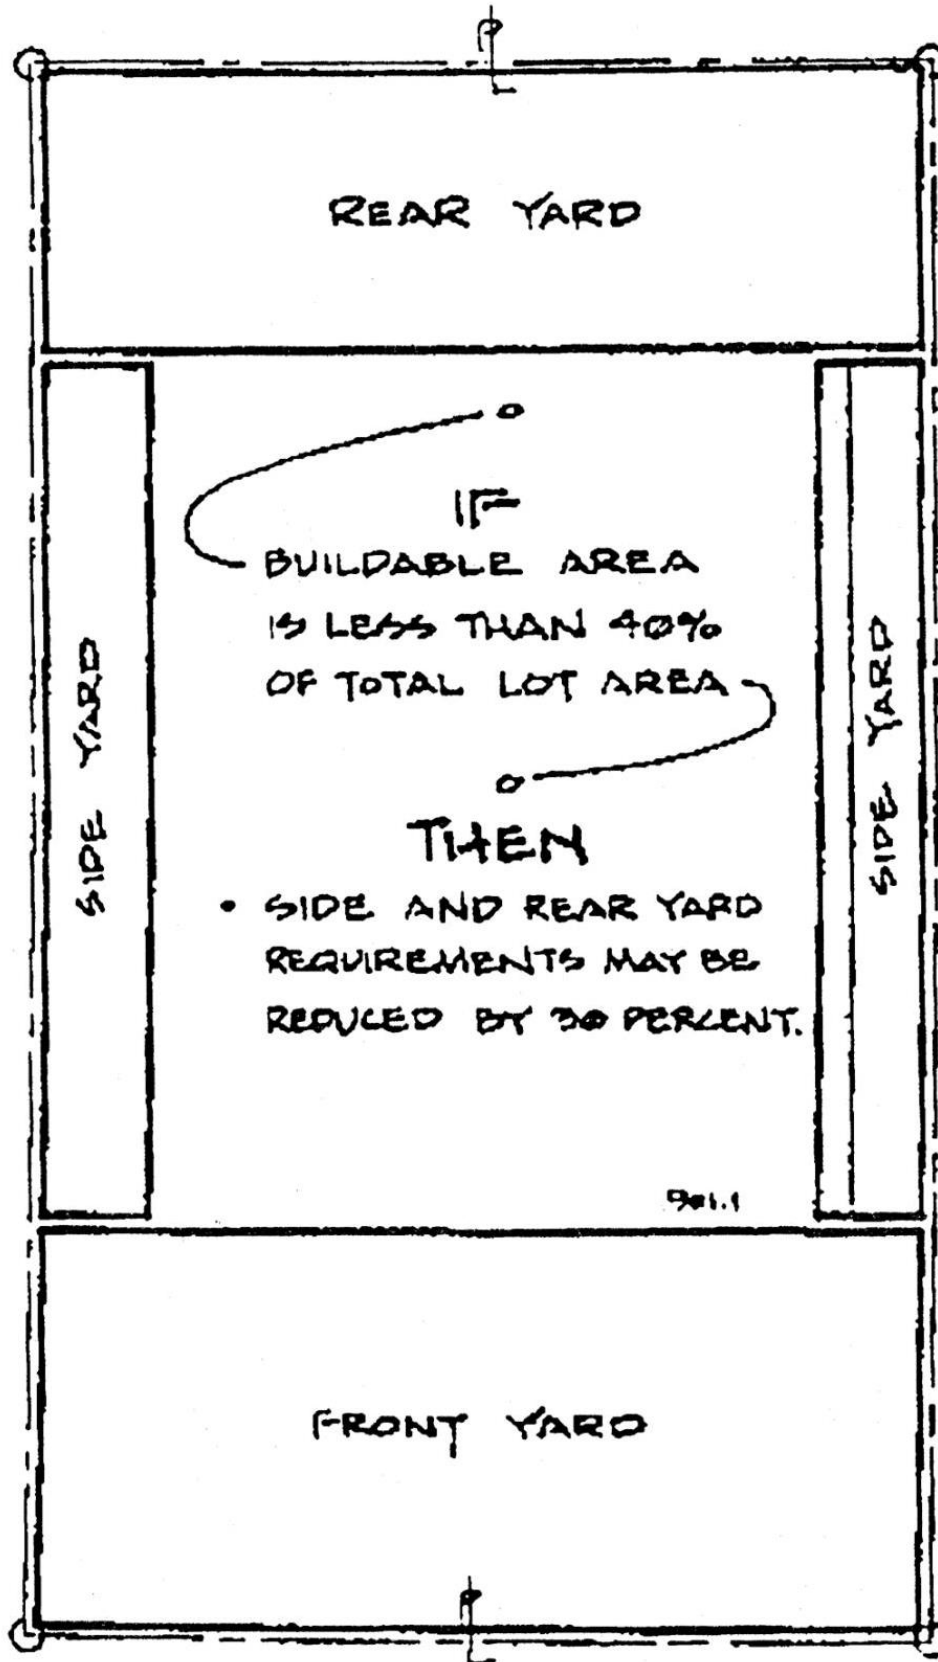 REAR YARD
IF
BUILDABLE AREA
IS LESS THAN 40%
OF TOTAL LOT AREA
SIDE YARD
SIDE YARD
THEN
• SIDE AND REAR YARD
REQUIREMENTS MAY BE
REDUCED BY 30 PERCENT.
FRONT YARD